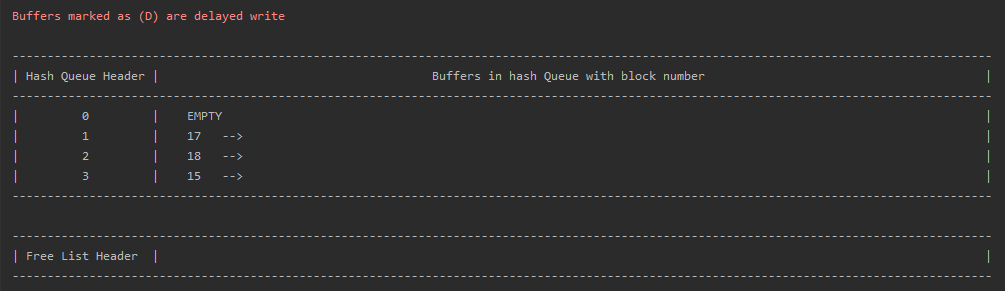 Buffers marked as (D) are delayed write
--------------------------------------------------------------------------------------------------------------------------------------------
| Hash Queue Header |                                       Buffers in hash Queue with block number                                        |
--------------------------------------------------------------------------------------------------------------------------------------------
|         0         |    EMPTY                                                                                                             |
|         1         |    17   -->                                                                                                          |
|         2         |    18   -->                                                                                                          |
|         3         |    15   -->                                                                                                          |
--------------------------------------------------------------------------------------------------------------------------------------------
--------------------------------------------------------------------------------------------------------------------------------------------
| Free List Header  |                                                                                                                      |
--------------------------------------------------------------------------------------------------------------------------------------------